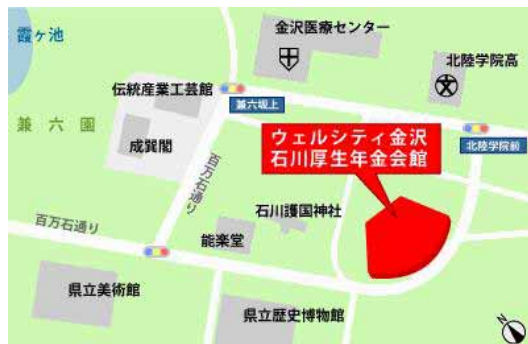 霞ヶ池
金沢医療センター
北陸学院高
伝統産業工芸館
兼六坂上
兼六園
成巽閣
北陸学院前
ウェルシティ金沢
石川厚生年金会館
百万石通り
石川護国神社
百万石通り
能楽堂
県立美術館
県立歴史博物館
N